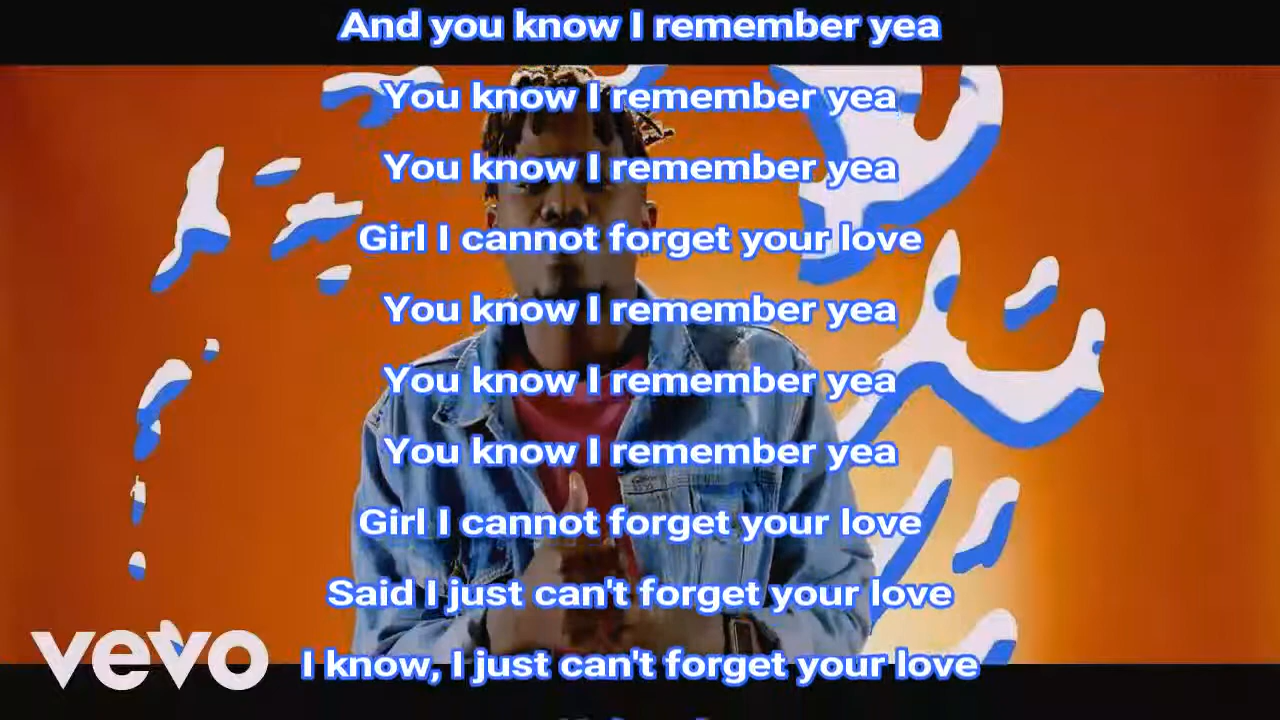 And you know I remember yea
You know I remember yea
You know I remember yea
Girl I cannot forget your love
You know I remember yea
You know I remember yea
You know I remember yea
Girl I cannot forget your love
Said I just can't forget your love
I know, I just can't forget your love
vevo